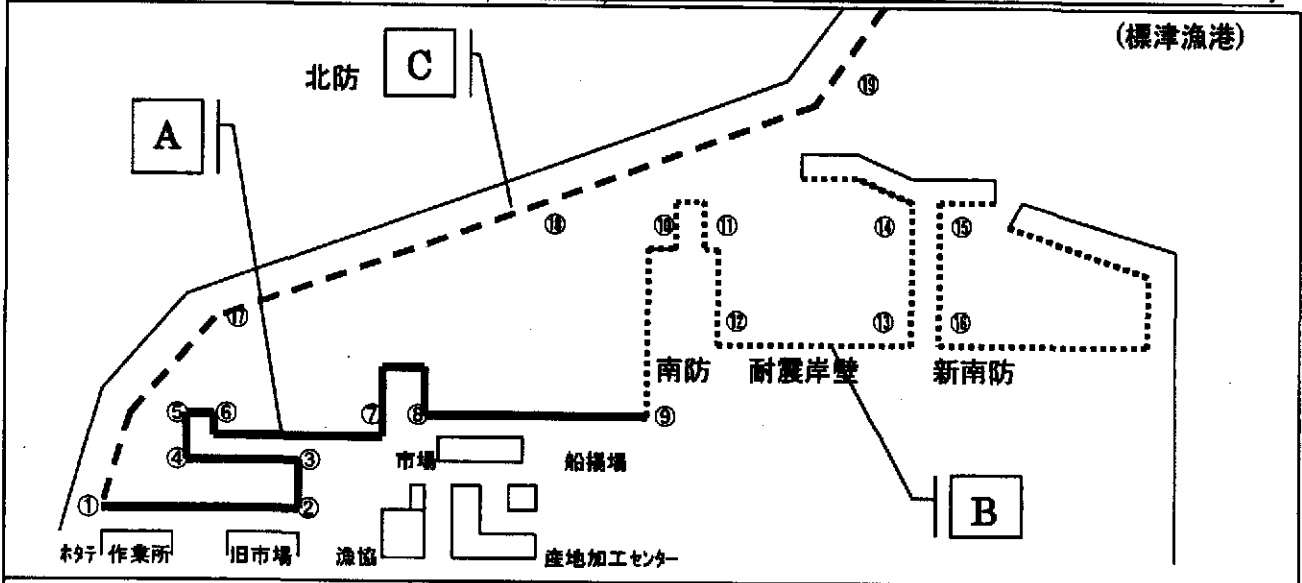 (標津漁港)
北防
C
A
⑲
⑱
⑩
⑪
⑭
⑮
⑰
⑫
⑬
⑯
南防
耐震岸壁
新南防
⑤
⑥
⑦
⑧
⑨
④
③
市場
船揚場
①
②
B
ホタテ
作業所
旧市場
漁協
産地加工センター